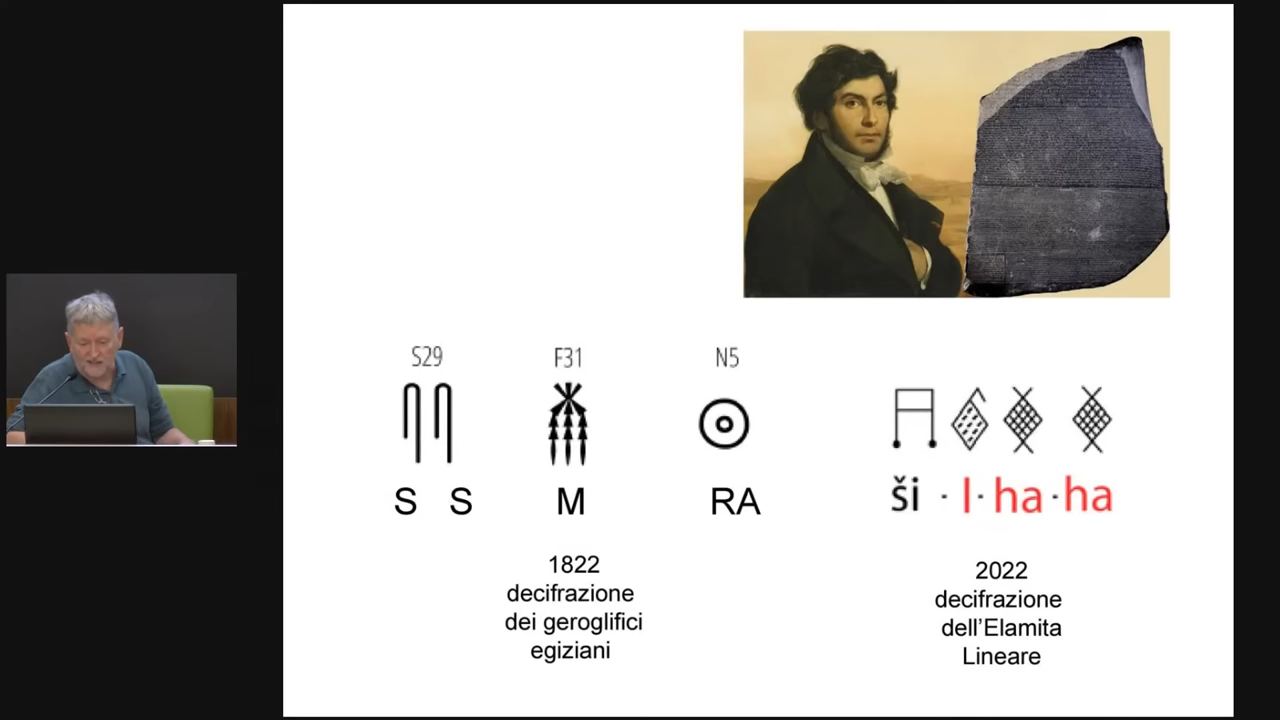 S29 F31 N5
S S M RA
ši · l · ha · ha
1822
decifrazione
dei geroglifici
egiziani
2022
decifrazione
dell’Elamita
Lineare